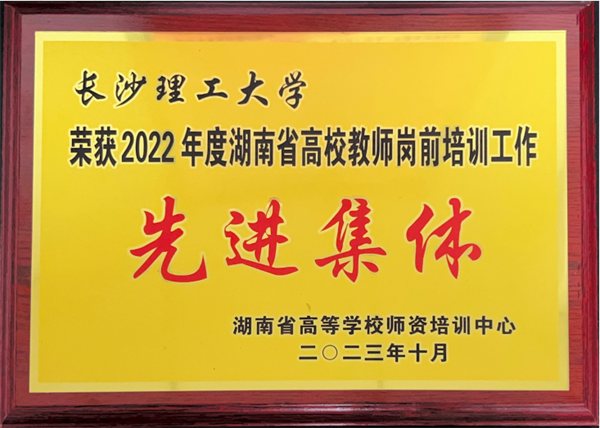 长沙理工大学
荣获2022年度湖南省高校教师岗前培训工作
先进集体
湖南省高等学校师资培训中心
二〇二三年十月